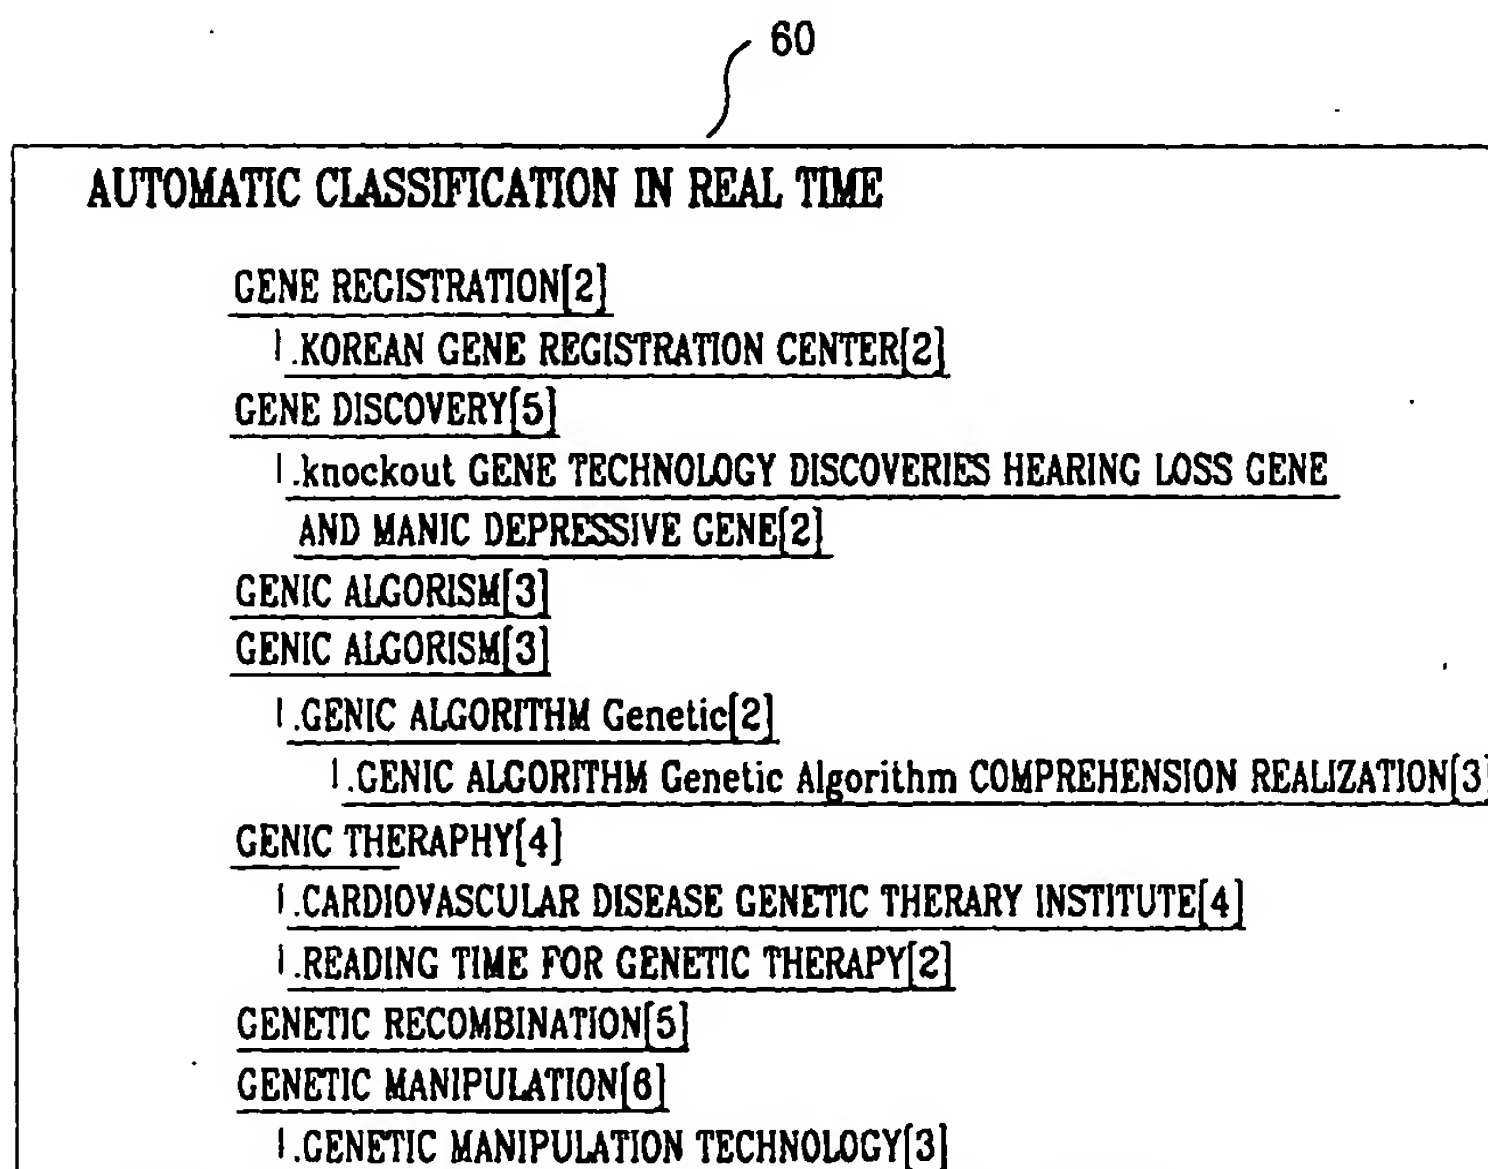 60
AUTOMATIC CLASSIFICATION IN REAL TIME
GENE REGISTRATION[2]
.KOREAN GENE REGISTRATION CENTER[2]
GENE DISCOVERY[5]
.knockout GENE TECHNOLOGY DISCOVERIES HEARING LOSS GENE
AND MANIC DEPRESSIVE GENE[2]
GENIC ALGORISM[3]
GENIC ALGORISM[3]
.GENIC ALGORITHM Genetic[2]
.GENIC ALGORITHM Genetic Algorithm COMPREHENSION REALIZATION[3]
GENIC THERAPHY[4]
.CARDIOVASCULAR DISEASE GENETIC THERARY INSTITUTE[4]
.READING TIME FOR GENETIC THERAPY[2]
GENETIC RECOMBINATION[5]
GENETIC MANIPULATION[6]
.GENETIC MANIPULATION TECHNOLOGY[3]